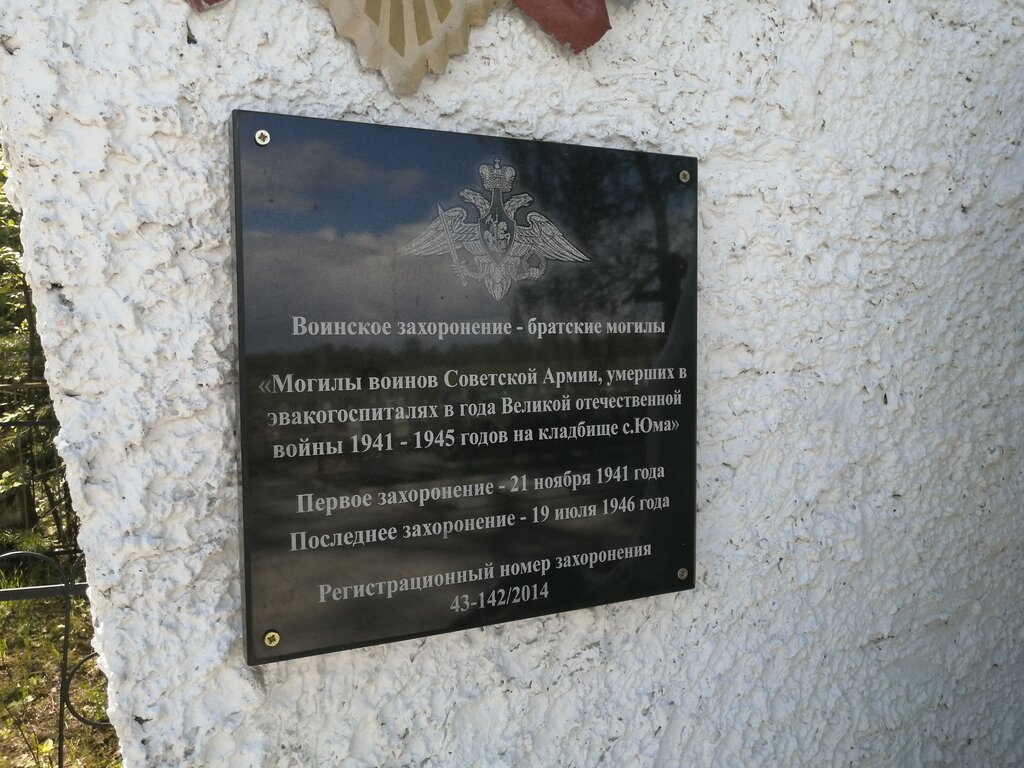 Воинское захоронение - братские могилы
«Могилы воинов Советской Армии, умерших в
эвакогоспиталях в года Великой отечественной
войны 1941 - 1945 годов на кладбище с.Юма»
Первое захоронение - 21 ноября 1941 года
Последнее захоронение - 19 июля 1946 года
Регистрационный номер захоронения
43-142/2014